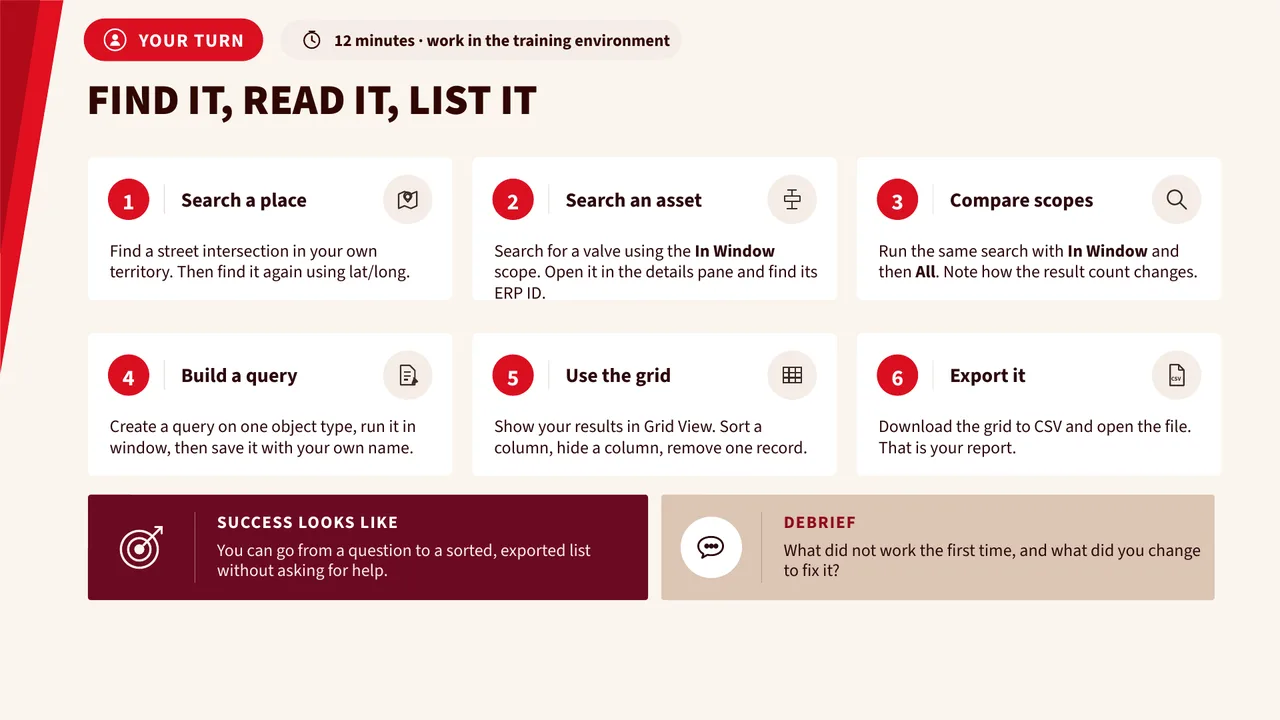 YOUR TURN
12 minutes · work in the training environment
FIND IT, READ IT, LIST IT
1
Search a place
Find a street intersection in your own
territory. Then find it again using lat/long.
2
Search an asset
Search for a valve using the In Window
scope. Open it in the details pane and find its
ERP ID.
3
Compare scopes
Run the same search with In Window and
then All. Note how the result count changes.
4
Build a query
Create a query on one object type, run it in
window, then save it with your own name.
5
Use the grid
Show your results in Grid View. Sort a
column, hide a column, remove one record.
6
Export it
CSV
Download the grid to CSV and open the file.
That is your report.
SUCCESS LOOKS LIKE
You can go from a question to a sorted, exported list
without asking for help.
DEBRIEF
What did not work the first time, and what did you change
to fix it?